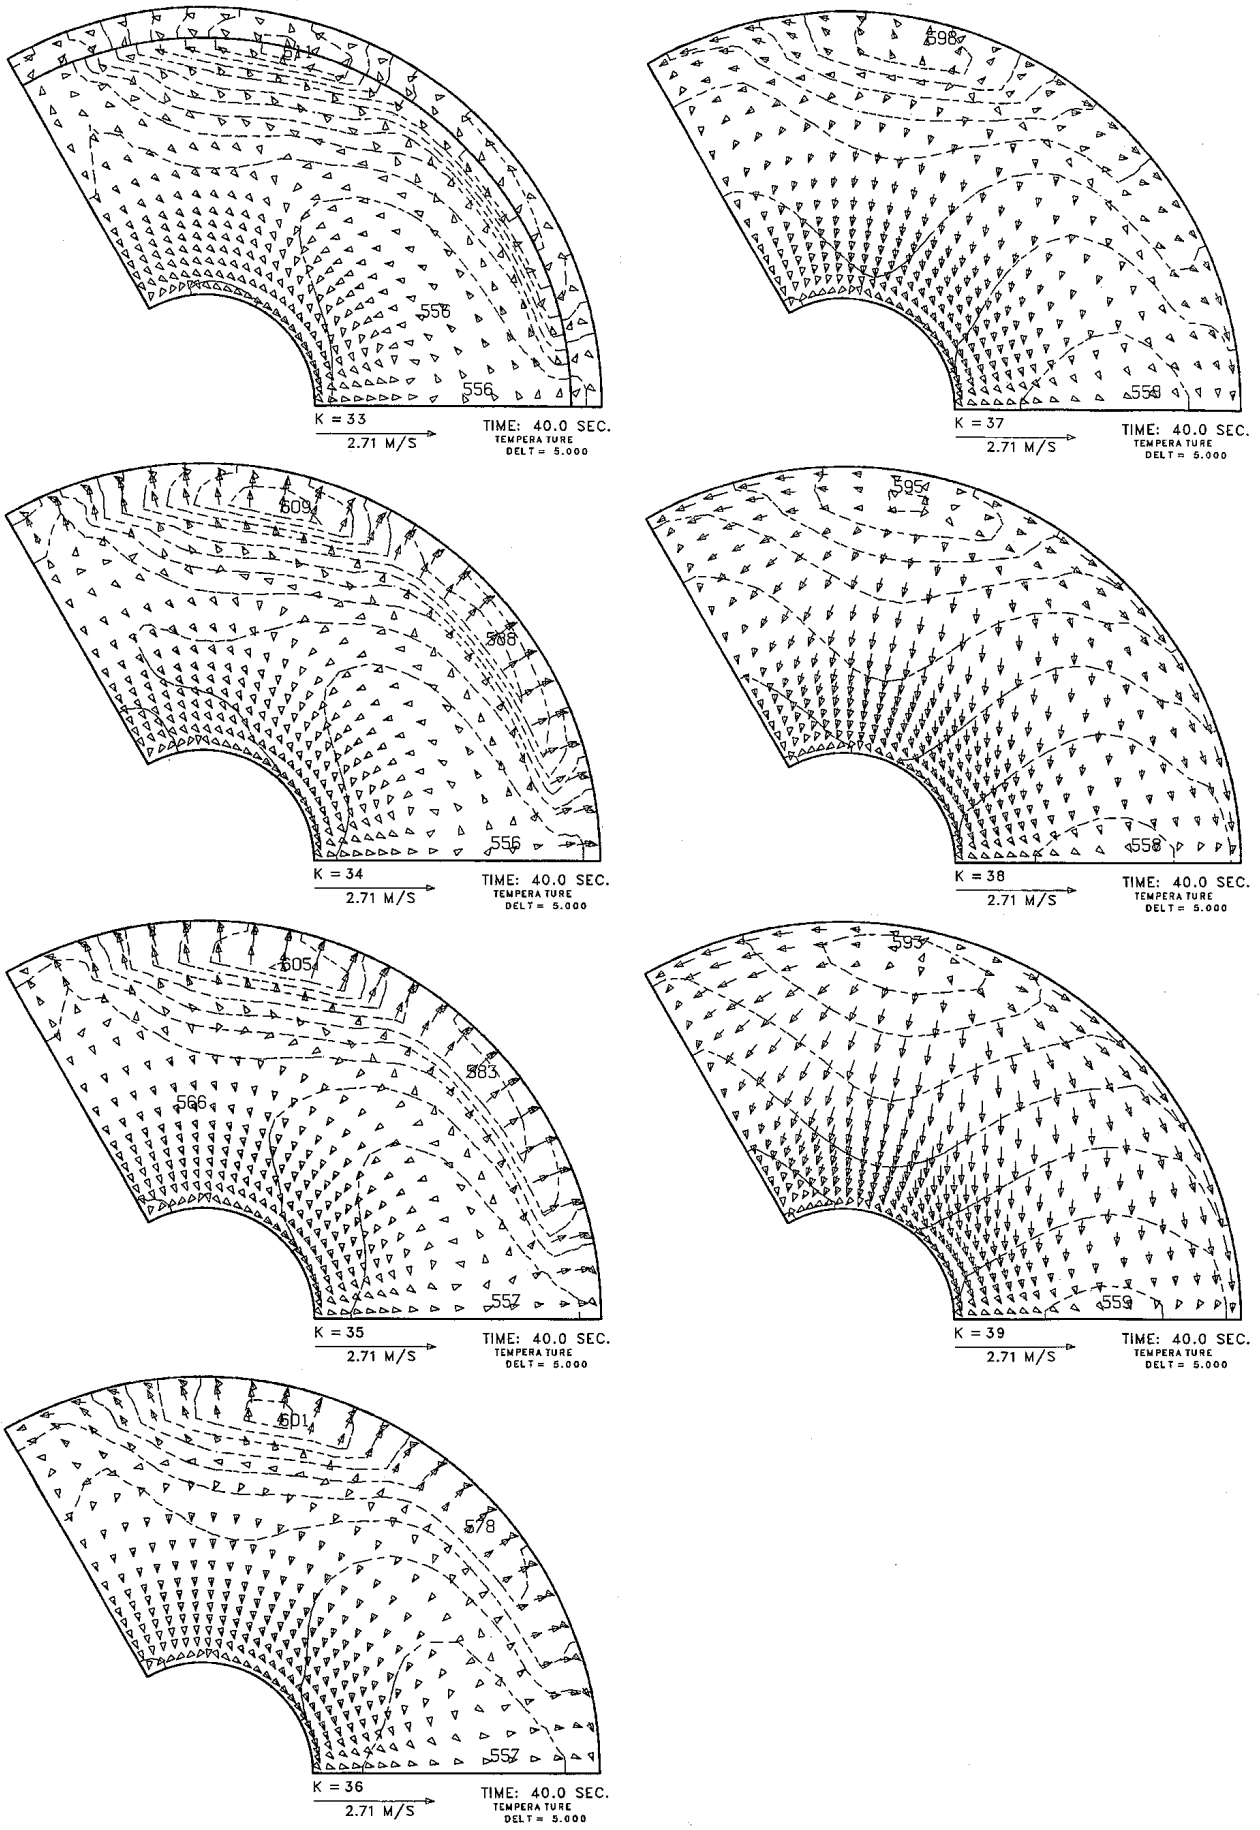 611
556
556
K = 33
2.71 M/S
TIME: 40.0 SEC.
TEMPERATURE
DELT = 5.000
598
558
K = 37
2.71 M/S
TIME: 40.0 SEC.
TEMPERATURE
DELT = 5.000
609
588
556
K = 34
2.71 M/S
TIME: 40.0 SEC.
TEMPERATURE
DELT = 5.000
595
558
K = 38
2.71 M/S
TIME: 40.0 SEC.
TEMPERATURE
DELT = 5.000
605
583
566
557
K = 35
2.71 M/S
TIME: 40.0 SEC.
TEMPERATURE
DELT = 5.000
593
559
K = 39
2.71 M/S
TIME: 40.0 SEC.
TEMPERATURE
DELT = 5.000
601
578
557
K = 36
2.71 M/S
TIME: 40.0 SEC.
TEMPERATURE
DELT = 5.000